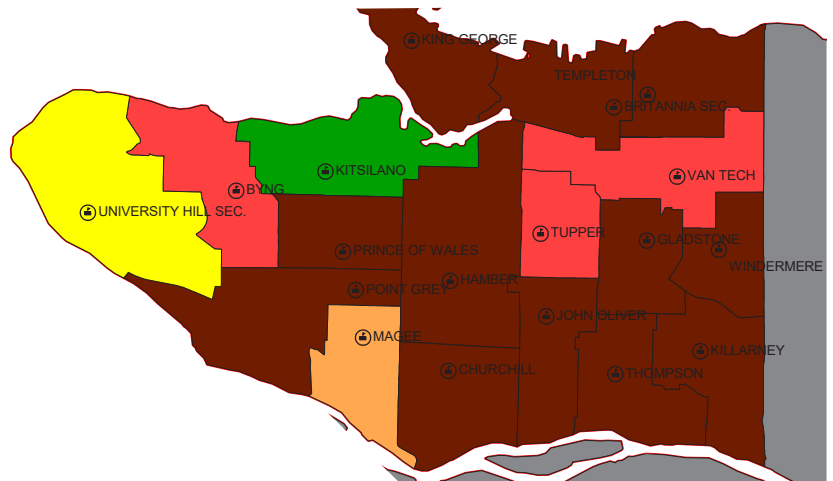 KING GEORGE
TEMPLETON
BRITANNIA SEC.
KITSILANO
VAN TECH
BYNG
UNIVERSITY HILL SEC.
TUPPER
GLADSTONE
PRINCE OF WALES
WINDERMERE
HAMBER
POINT GREY
JOHN OLIVER
MAGEE
KILLARNEY
CHURCHILL
THOMPSON